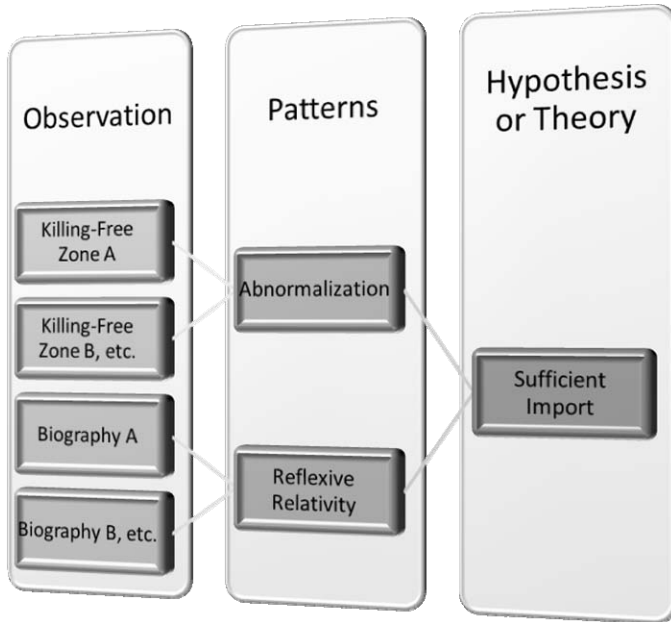 Observation
Killing-Free
Zone A
Killing-Free
Zone B, etc.
Biography A
Biography B, etc.
Patterns
Abnormalization
Reflexive
Relativity
Hypothesis
or Theory
Sufficient
Import